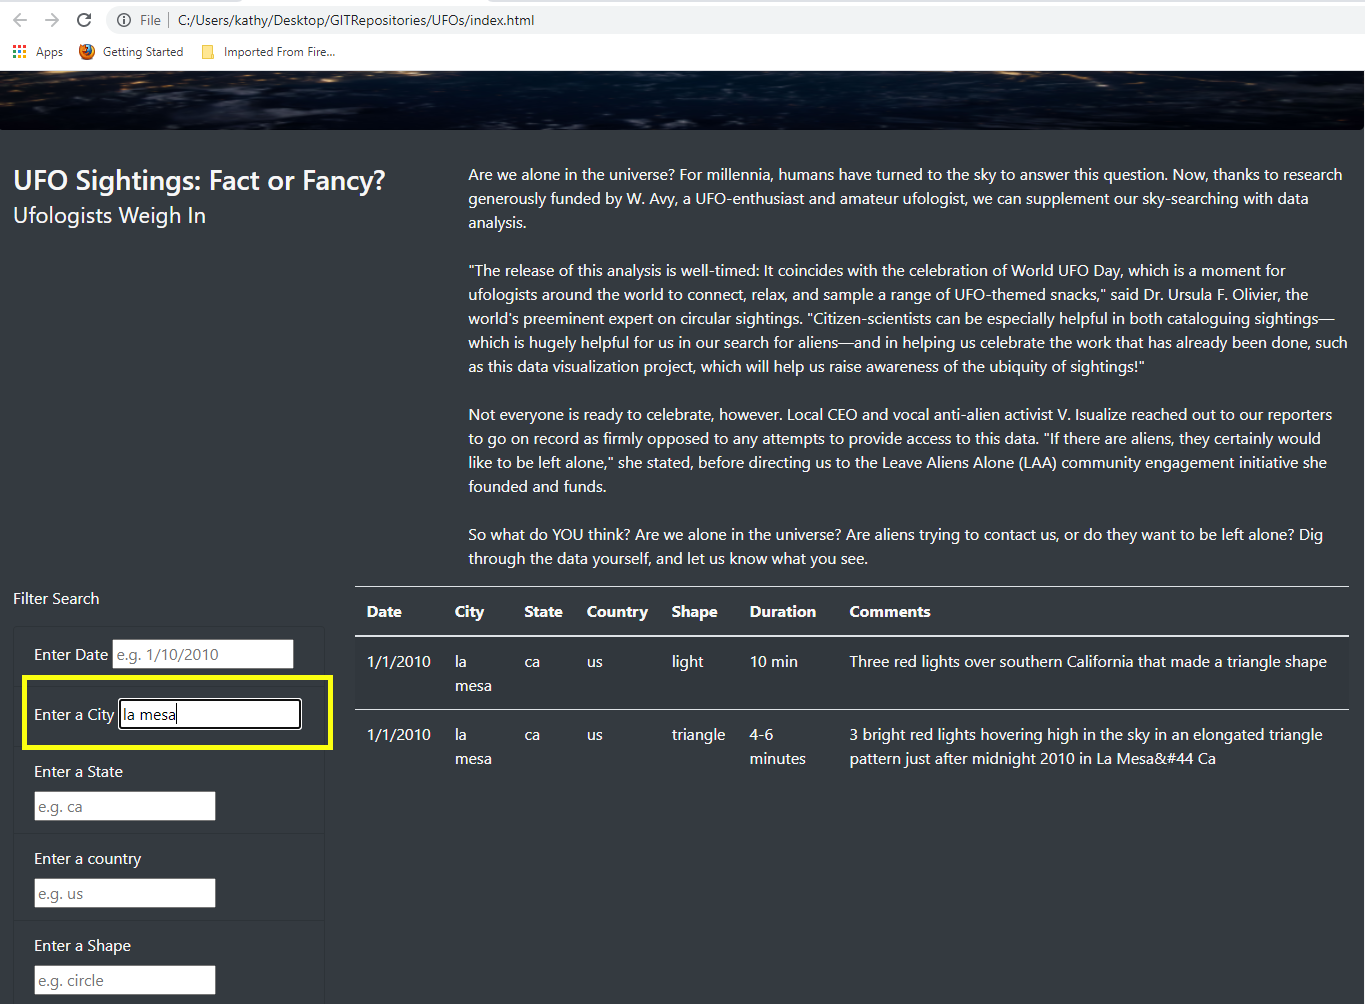 File C:/Users/kathy/Desktop/GITRepositories/UFOs/index.html
Apps Getting Started Imported From Fire...
UFO Sightings: Fact or Fancy?
Ufologists Weigh In
Are we alone in the universe? For millennia, humans have turned to the sky to answer this question. Now, thanks to research
generously funded by W. Avy, a UFO-enthusiast and amateur ufologist, we can supplement our sky-searching with data
analysis.
"The release of this analysis is well-timed: It coincides with the celebration of World UFO Day, which is a moment for
ufologists around the world to connect, relax, and sample a range of UFO-themed snacks," said Dr. Ursula F. Olivier, the
world's preeminent expert on circular sightings. "Citizen-scientists can be especially helpful in both cataloguing sightings—
which is hugely helpful for us in our search for aliens—and in helping us celebrate the work that has already been done, such
as this data visualization project, which will help us raise awareness of the ubiquity of sightings!"
Not everyone is ready to celebrate, however. Local CEO and vocal anti-alien activist V. Isualize reached out to our reporters
to go on record as firmly opposed to any attempts to provide access to this data. "If there are aliens, they certainly would
like to be left alone," she stated, before directing us to the Leave Aliens Alone (LAA) community engagement initiative she
founded and funds.
So what do YOU think? Are we alone in the universe? Are aliens trying to contact us, or do they want to be left alone? Dig
through the data yourself, and let us know what you see.
Filter Search
Enter Date e.g. 1/10/2010
Enter a City la mesa
Enter a State
e.g. ca
Enter a country
e.g. us
Enter a Shape
e.g. circle
Date City State Country Shape Duration Comments
1/1/2010 la ca us light 10 min Three red lights over southern California that made a triangle shape
mesa
1/1/2010 la ca us triangle 4-6 3 bright red lights hovering high in the sky in an elongated triangle
mesa minutes pattern just after midnight 2010 in La Mesa&#44 Ca